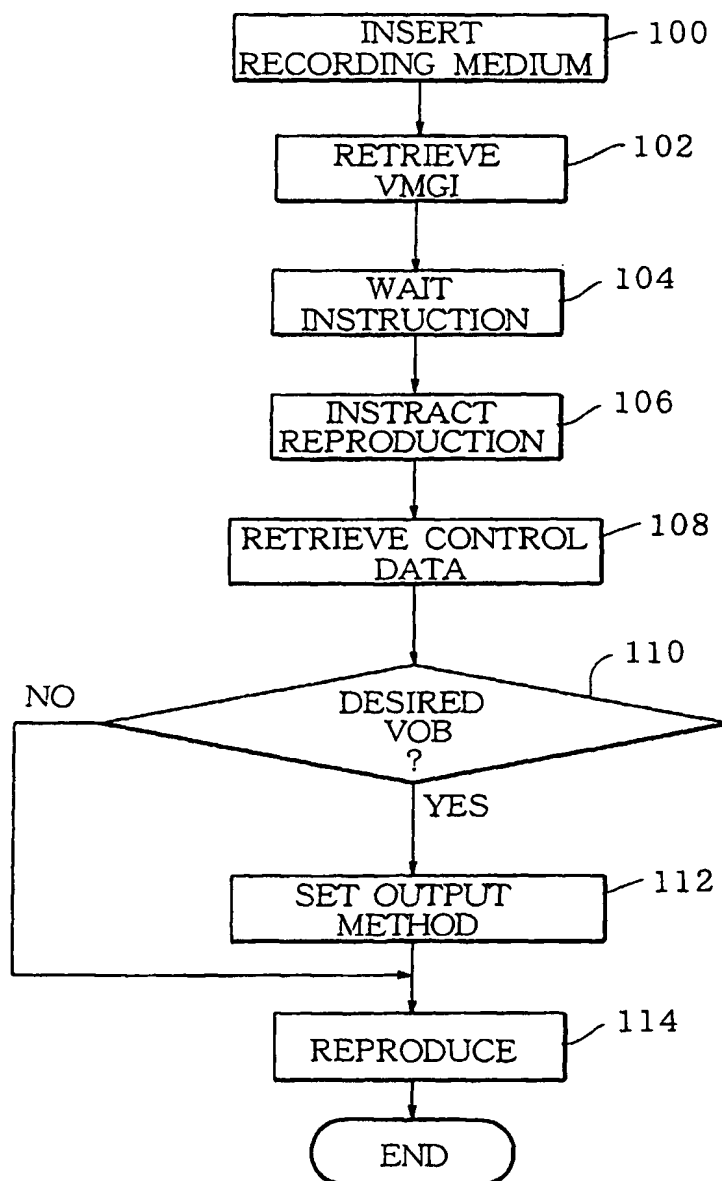 INSERT
RECORDING MEDIUM
100
RETRIEVE
VMGI
102
WAIT
INSTRUCTION
104
INSTRACT
REPRODUCTION
106
RETRIEVE CONTROL
DATA
108
110
NO
DESIRED
VOB
?
YES
SET OUTPUT
METHOD
112
REPRODUCE
114
END